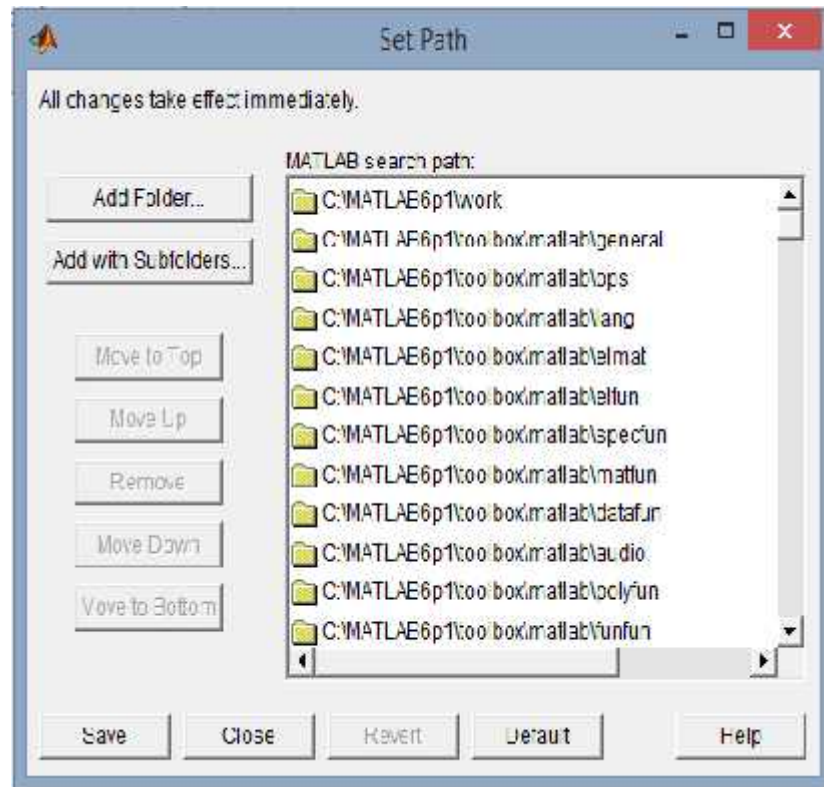 Set Path
All changes take effect immediately.
MATLAB search path:
Add Folder...
Add with Subfolders...
Move to Top
Move Up
Remove
Move Down
Move to Bottom
C:\MATLAB6p1\work
C:\MATLAB6p1\toolbox\matlab\general
C:\MATLAB6p1\toolbox\matlab\ops
C:\MATLAB6p1\toolbox\matlab\lang
C:\MATLAB6p1\toolbox\matlab\elmat
C:\MATLAB6p1\toolbox\matlab\elfun
C:\MATLAB6p1\toolbox\matlab\specfun
C:\MATLAB6p1\toolbox\matlab\matfun
C:\MATLAB6p1\toolbox\matlab\datafun
C:\MATLAB6p1\toolbox\matlab\audio
C:\MATLAB6p1\toolbox\matlab\polyfun
C:\MATLAB6p1\toolbox\matlab\funfun
Save
Close
Revert
Default
Help